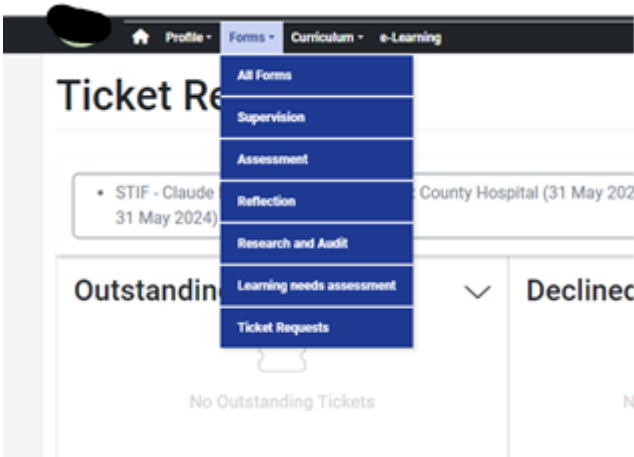 Profile Forms Curriculum e-Learning
All Forms
Supervision
Assessment
Reflection
Research and Audit
Learning needs assessment
Ticket Requests
Ticket Re
STIF - Claude County Hospital (31 May 202
31 May 2024)
Outstandin Declined
No Outstanding Tickets N